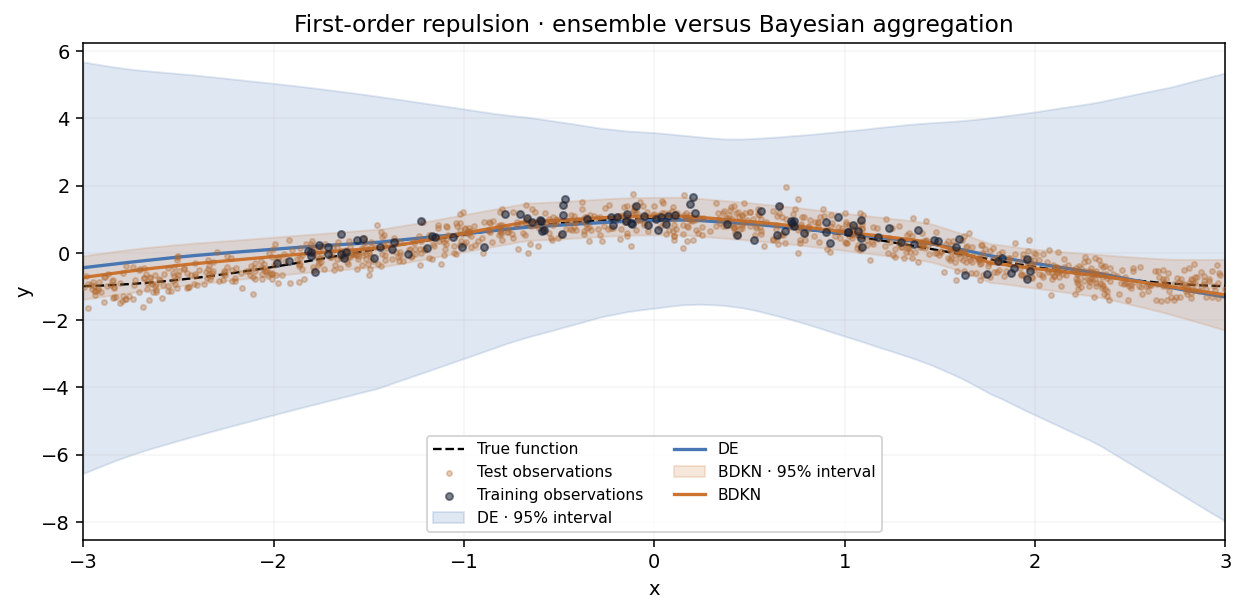 First-order repulsion · ensemble versus Bayesian aggregation
y
6
4
2
0
−2
−4
−6
−8
True function
Test observations
Training observations
DE · 95% interval
DE
BDKN · 95% interval
BDKN
−3 −2 −1 0 1 2 3
x